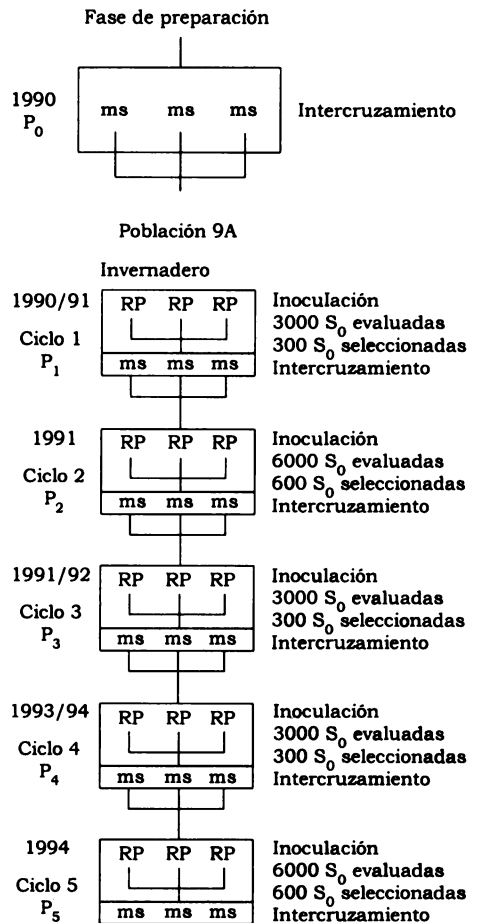 Fase de preparación
1990
P0
ms ms ms
Intercruzamiento
Población 9A
Invernadero
1990/91
Ciclo 1
P1
RP RP RP
ms ms ms
Inoculación
3000 S0 evaluadas
300 S0 seleccionadas
Intercruzamiento
1991
Ciclo 2
P2
RP RP RP
ms ms ms
Inoculación
6000 S0 evaluadas
600 S0 seleccionadas
Intercruzamiento
1991/92
Ciclo 3
P3
RP RP RP
ms ms ms
Inoculación
3000 S0 evaluadas
300 S0 seleccionadas
Intercruzamiento
1993/94
Ciclo 4
P4
RP RP RP
ms ms ms
Inoculación
3000 S0 evaluadas
300 S0 seleccionadas
Intercruzamiento
1994
Ciclo 5
P5
RP RP RP
ms ms ms
Inoculación
6000 S0 evaluadas
600 S0 seleccionadas
Intercruzamiento